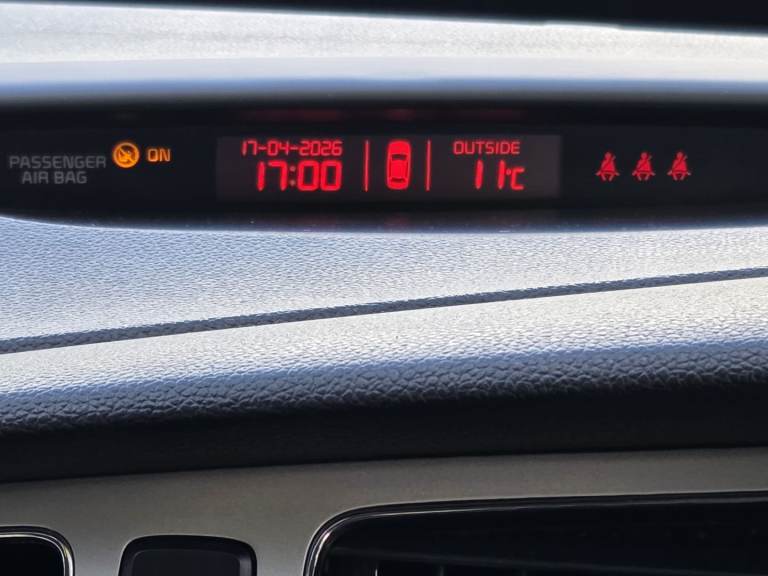 PASSENGER
AIR BAG
ON
17-04-2026
17:00
OUTSIDE
11°C